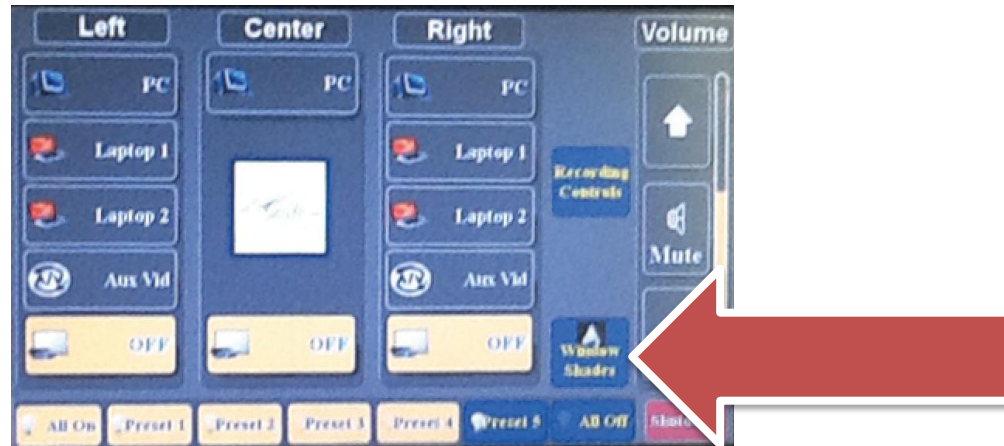 Left
PC
Laptop 1
Laptop 2
Aux Vid
OFF
Center
PC
OFF
Right
PC
Laptop 1
Laptop 2
Aux Vid
OFF
Recording
Controls
Window
Shades
Volume
Mute
All On
Preset 1
Preset 2
Preset 3
Preset 4
Preset 5
All Off